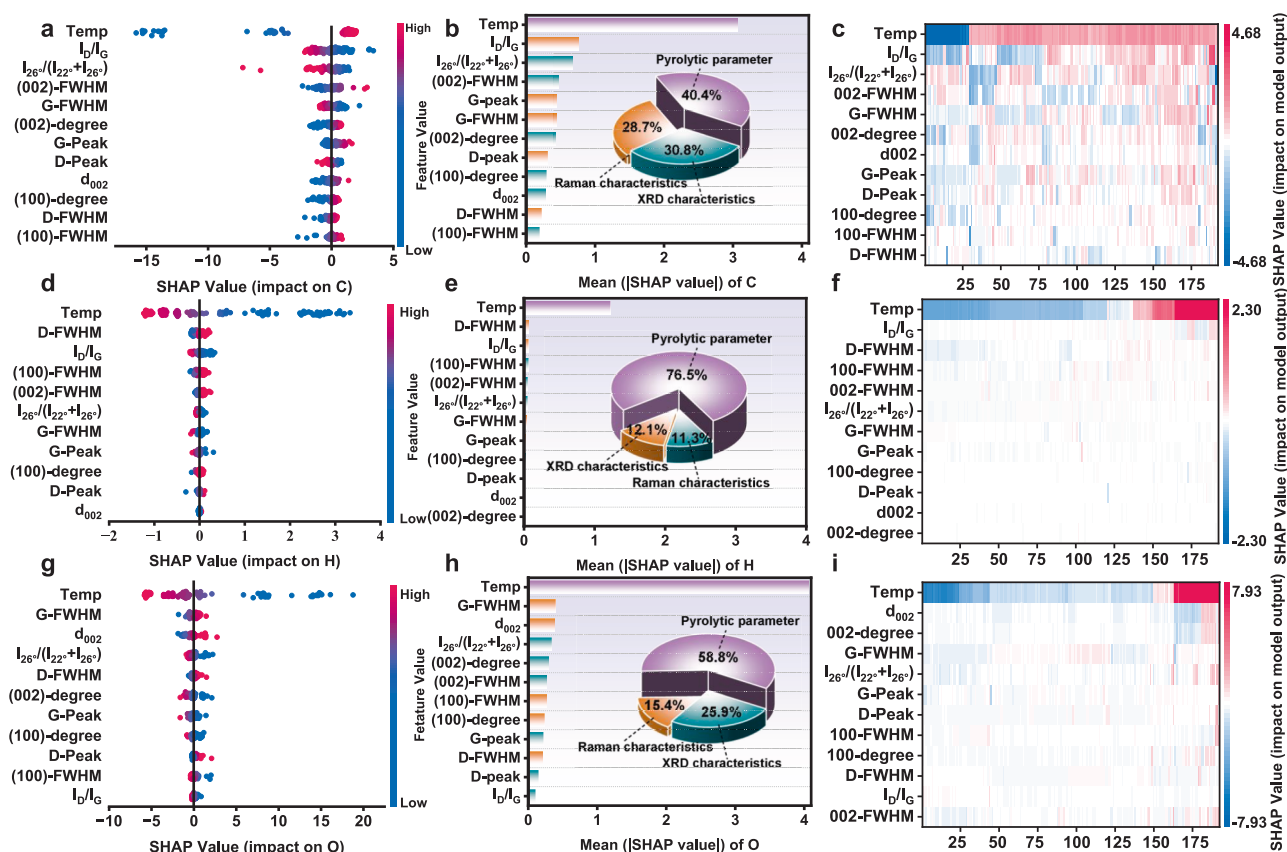 a
Temp
I_D/I_G
I_26°/(I_22°+I_26°)
(002)-FWHM
G-FWHM
(002)-degree
G-Peak
D-Peak
d_002
(100)-degree
D-FWHM
(100)-FWHM
-15 -10 -5 0 5
SHAP Value (impact on C)
High
Low
Feature Value
b
Temp
I_D/I_G
I_26°/(I_22°+I_26°)
(002)-FWHM
G-peak
G-FWHM
(002)-degree
D-peak
(100)-degree
d_002
D-FWHM
(100)-FWHM
Pyrolytic parameter
40.4%
28.7%
30.8%
Raman characteristics
XRD characteristics
0 1 2 3 4
Mean (|SHAP value|) of C
c
Temp
I_D/I_G
I_26°/(I_22°+I_26°)
002-FWHM
G-FWHM
002-degree
d002
G-Peak
D-Peak
100-degree
100-FWHM
D-FWHM
25 50 75 100 125 150 175
4.68
-4.68
SHAP Value (impact on model output)
d
Temp
D-FWHM
I_D/I_G
(100)-FWHM
(002)-FWHM
I_26°/(I_22°+I_26°)
G-FWHM
G-Peak
(100)-degree
D-Peak
d_002
−2 −1 0 1 2 3 4
SHAP Value (impact on H)
High
Low
Feature Value
e
Temp
D-FWHM
I_D/I_G
(100)-FWHM
(002)-FWHM
I_26°/(I_22°+I_26°)
G-FWHM
G-peak
(100)-degree
D-peak
d_002
(002)-degree
Pyrolytic parameter
76.5%
12.1%
11.3%
XRD characteristics
Raman characteristics
0 1 2 3 4
Mean (|SHAP value|) of H
f
Temp
I_D/I_G
D-FWHM
100-FWHM
002-FWHM
I_26°/(I_22°+I_26°)
G-FWHM
G-Peak
100-degree
D-Peak
d002
002-degree
25 50 75 100 125 150 175
2.30
-2.30
SHAP Value (impact on model output)
g
Temp
G-FWHM
d_002
I_26°/(I_22°+I_26°)
D-FWHM
(002)-degree
G-Peak
(100)-degree
D-Peak
(100)-FWHM
I_D/I_G
-10 -5 0 5 10 15 20
SHAP Value (impact on O)
High
Low
Feature Value
h
Temp
G-FWHM
d_002
I_26°/(I_22°+I_26°)
(002)-degree
(002)-FWHM
(100)-FWHM
(100)-degree
G-peak
D-FWHM
D-peak
I_D/I_G
Pyrolytic parameter
58.8%
15.4%
25.9%
Raman characteristics
XRD characteristics
0 1 2 3 4
Mean (|SHAP value|) of O
i
Temp
d_002
002-degree
G-FWHM
I_26°/(I_22°+I_26°)
G-Peak
D-Peak
100-FWHM
100-degree
D-FWHM
I_D/I_G
002-FWHM
25 50 75 100 125 150 175
7.93
-7.93
SHAP Value (impact on model output)